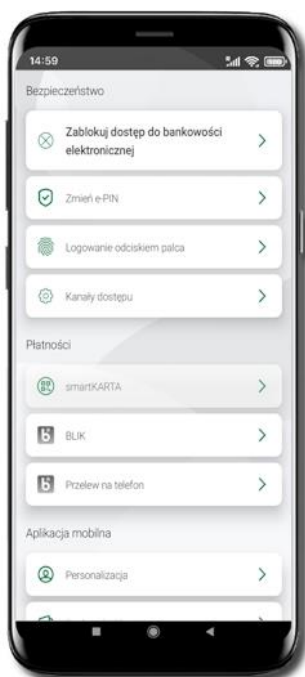 14:59
Bezpieczeństwo
Zablokuj dostęp do bankowości
elektronicznej
Zmień e-PIN
Logowanie odciskiem palca
Kanały dostępu
Płatności
smartKARTA
BLIK
Przelew na telefon
Aplikacja mobilna
Personalizacja